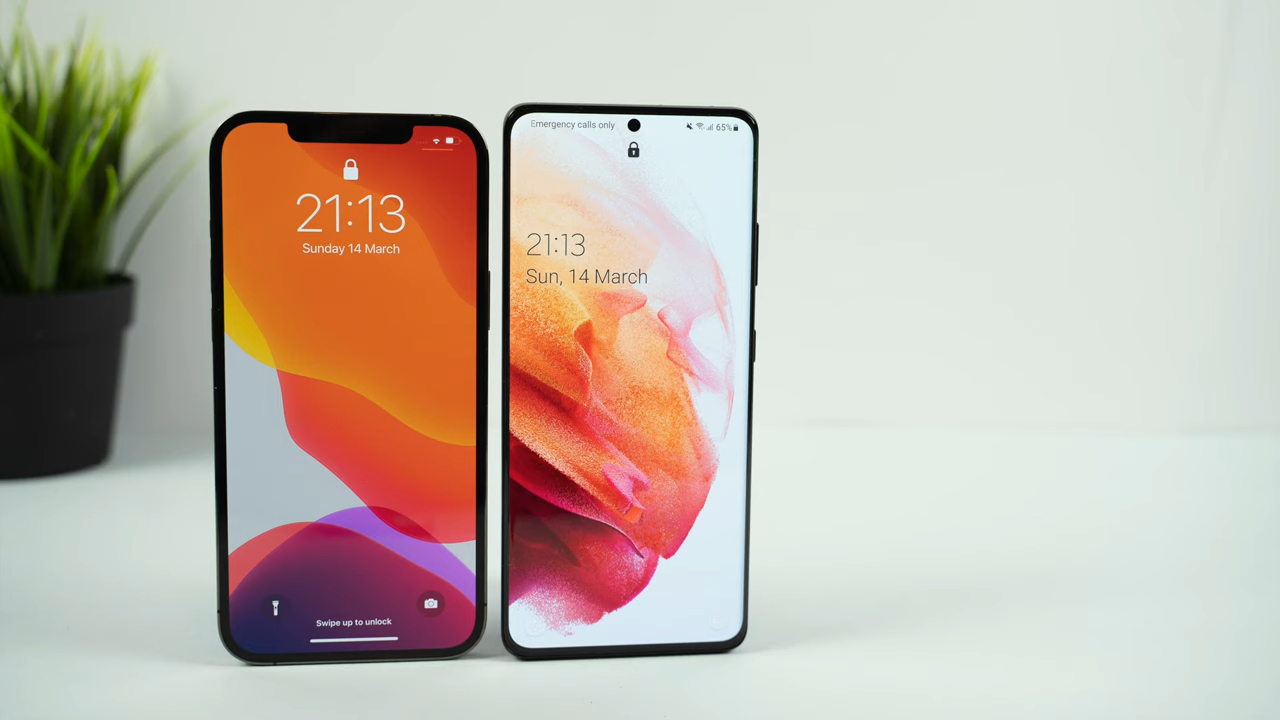 21:13
Sunday 14 March
Swipe up to unlock
Emergency calls only
65%
21:13
Sun, 14 March